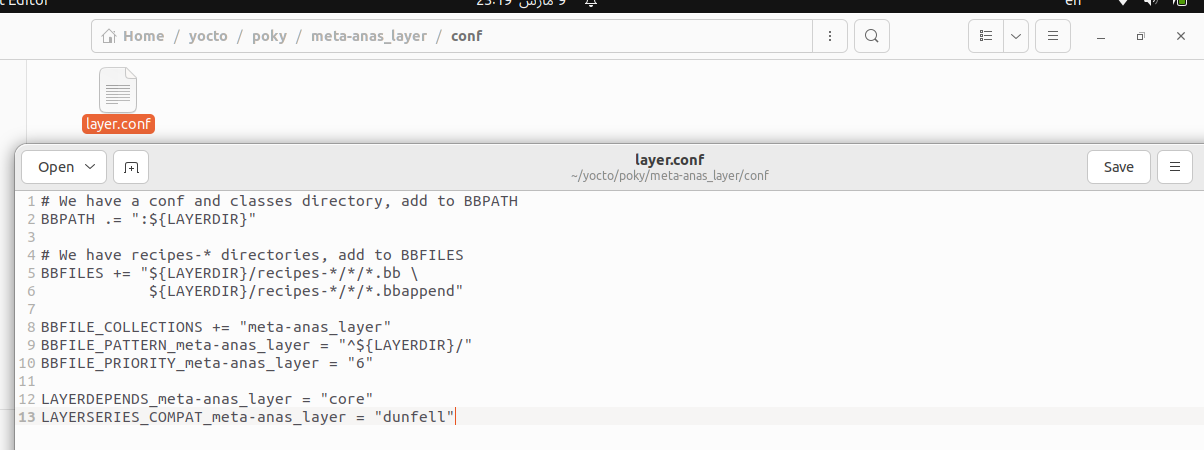 t Editor 23:19 مارس 9 en
Home / yocto / poky / meta-anas_layer / conf
layer.conf
Open layer.conf Save
~/yocto/poky/meta-anas_layer/conf
1 # We have a conf and classes directory, add to BBPATH
2 BBPATH .= ":${LAYERDIR}"
3
4 # We have recipes-* directories, add to BBFILES
5 BBFILES += "${LAYERDIR}/recipes-*/*/*.bb \
6 ${LAYERDIR}/recipes-*/*/*.bbappend"
7
8 BBFILE_COLLECTIONS += "meta-anas_layer"
9 BBFILE_PATTERN_meta-anas_layer = "^${LAYERDIR}/"
10 BBFILE_PRIORITY_meta-anas_layer = "6"
11
12 LAYERDEPENDS_meta-anas_layer = "core"
13 LAYERSERIES_COMPAT_meta-anas_layer = "dunfell"